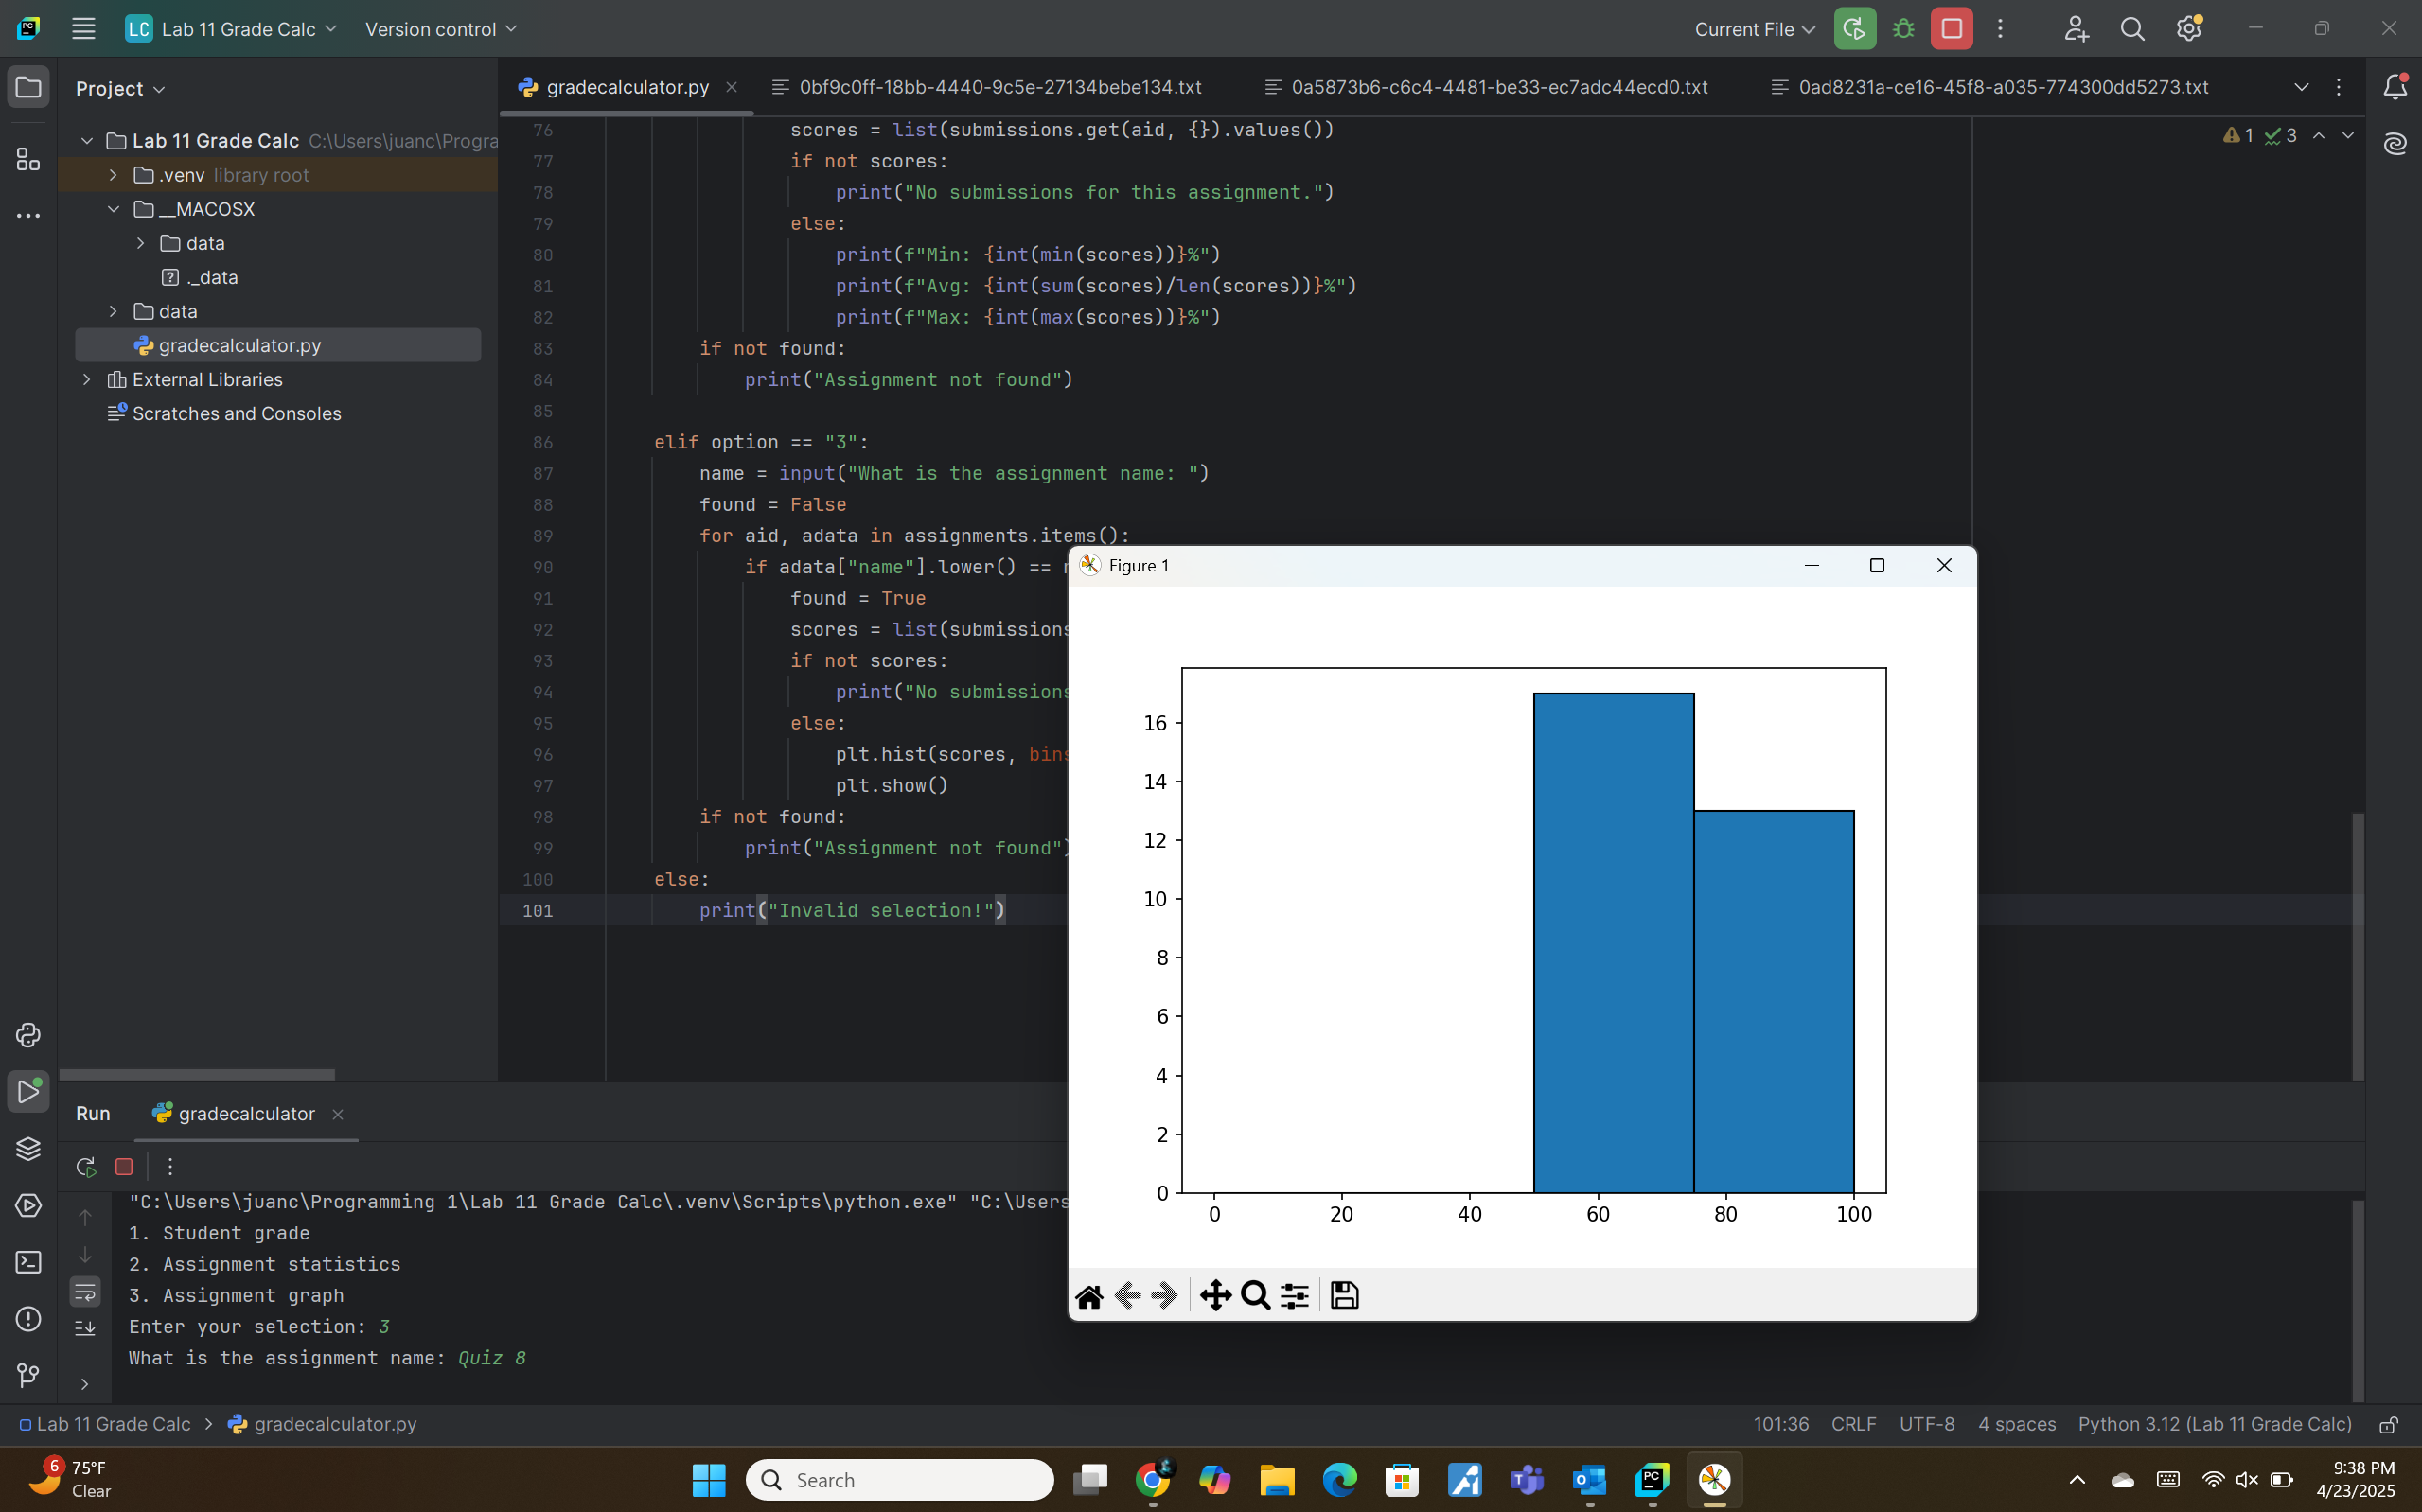 PC
LC Lab 11 Grade Calc
Version control
Current File
Project
gradecalculator.py
0bf9c0ff-18bb-4440-9c5e-27134bebe134.txt
0a5873b6-c6c4-4481-be33-ec7adc44ecd0.txt
0ad8231a-ce16-45f8-a035-774300dd5273.txt
Lab 11 Grade Calc C:\Users\juanc\Progra
.venv library root
__MACOSX
data
._data
data
gradecalculator.py
External Libraries
Scratches and Consoles
1 3
76 scores = list(submissions.get(aid, {}).values())
77 if not scores:
78 print("No submissions for this assignment.")
79 else:
80 print(f"Min: {int(min(scores))}%")
81 print(f"Avg: {int(sum(scores)/len(scores))}%")
82 print(f"Max: {int(max(scores))}%")
83 if not found:
84 print("Assignment not found")
85
86 elif option == "3":
87 name = input("What is the assignment name: ")
88 found = False
89 for aid, adata in assignments.items():
90 if adata["name"].lower() == n
91 found = True
92 scores = list(submissions
93 if not scores:
94 print("No submissions
95 else:
96 plt.hist(scores, bins
97 plt.show()
98 if not found:
99 print("Assignment not found")
100 else:
101 print("Invalid selection!")
Figure 1
16
14
12
10
8
6
4
2
0
0 20 40 60 80 100
Run
gradecalculator
"C:\Users\juanc\Programming 1\Lab 11 Grade Calc\.venv\Scripts\python.exe" "C:\Users
1. Student grade
2. Assignment statistics
3. Assignment graph
Enter your selection: 3
What is the assignment name: Quiz 8
Lab 11 Grade Calc > gradecalculator.py
101:36 CRLF UTF-8 4 spaces Python 3.12 (Lab 11 Grade Calc)
6
75°F
Clear
Search
PC
9:38 PM
4/23/2025